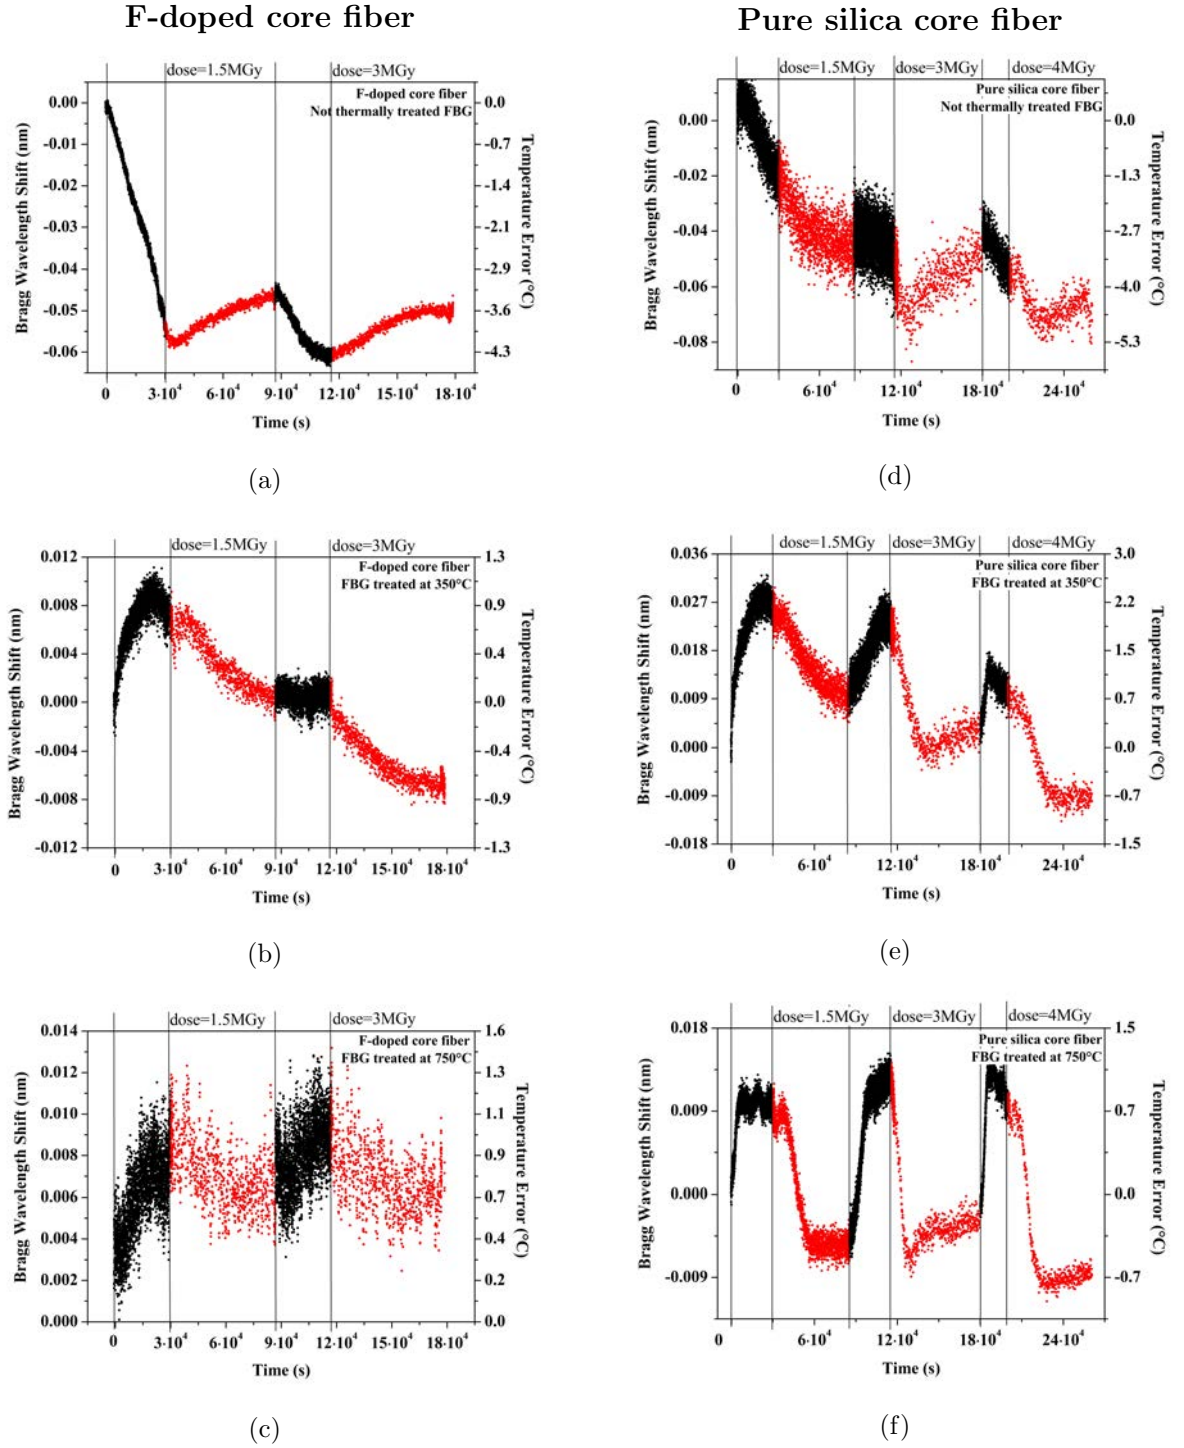 F-doped core fiber
Pure silica core fiber
dose=1.5MGy
dose=3MGy
F-doped core fiber
Not thermally treated FBG
0.00
-0.01
-0.02
-0.03
-0.04
-0.05
-0.06
Bragg Wavelength Shift (nm)
0.0
-0.7
-1.4
-2.1
-2.9
-3.6
-4.3
Temperature Error (°C)
0 3·10⁴ 6·10⁴ 9·10⁴ 12·10⁴ 15·10⁴ 18·10⁴
Time (s)
(a)
dose=1.5MGy
dose=3MGy
dose=4MGy
Pure silica core fiber
Not thermally treated FBG
0.00
-0.02
-0.04
-0.06
-0.08
Bragg Wavelength Shift (nm)
0.0
-1.3
-2.7
-4.0
-5.3
Temperature Error (°C)
0 6·10⁴ 12·10⁴ 18·10⁴ 24·10⁴
Time (s)
(d)
dose=1.5MGy
dose=3MGy
F-doped core fiber
FBG treated at 350°C
0.012
0.008
0.004
0.000
-0.004
-0.008
-0.012
Bragg Wavelength Shift (nm)
1.3
0.9
0.4
0.0
-0.4
-0.9
-1.3
Temperature Error (°C)
0 3·10⁴ 6·10⁴ 9·10⁴ 12·10⁴ 15·10⁴ 18·10⁴
Time (s)
(b)
dose=1.5MGy
dose=3MGy
dose=4MGy
Pure silica core fiber
FBG treated at 350°C
0.036
0.027
0.018
0.009
0.000
-0.009
-0.018
Bragg Wavelength Shift (nm)
3.0
2.2
1.5
0.7
0.0
-0.7
-1.5
Temperature Error (°C)
0 6·10⁴ 12·10⁴ 18·10⁴ 24·10⁴
Time (s)
(e)
dose=1.5MGy
dose=3MGy
F-doped core fiber
FBG treated at 750°C
0.014
0.012
0.010
0.008
0.006
0.004
0.002
0.000
Bragg Wavelength Shift (nm)
1.6
1.3
1.1
0.9
0.7
0.4
0.2
0.0
Temperature Error (°C)
0 3·10⁴ 6·10⁴ 9·10⁴ 12·10⁴ 15·10⁴ 18·10⁴
Time (s)
(c)
dose=1.5MGy
dose=3MGy
dose=4MGy
Pure silica core fiber
FBG treated at 750°C
0.018
0.009
0.000
-0.009
Bragg Wavelength Shift (nm)
1.5
0.7
0.0
-0.7
Temperature Error (°C)
0 6·10⁴ 12·10⁴ 18·10⁴ 24·10⁴
Time (s)
(f)